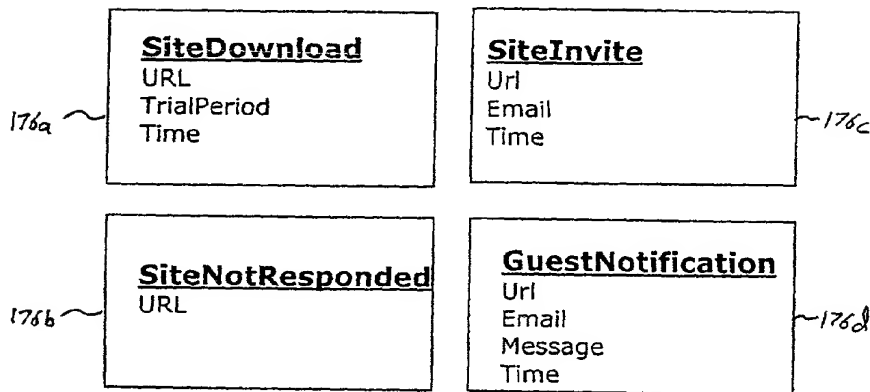 SiteDownload
URL
TrialPeriod
Time
176a
SiteInvite
Url
Email
Time
176c
SiteNotResponded
URL
176b
GuestNotification
Url
Email
Message
Time
176d